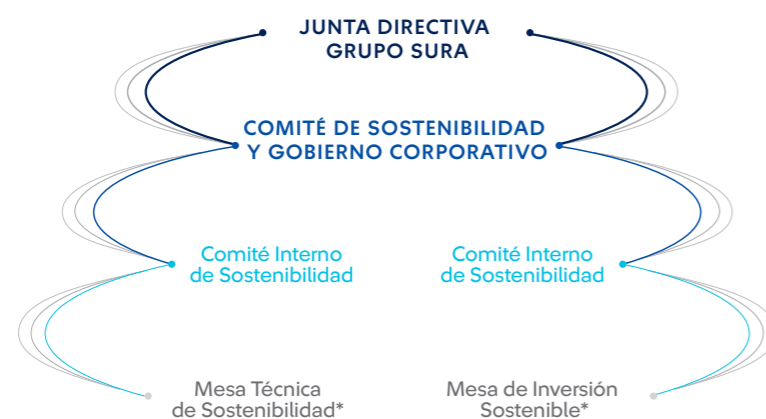 JUNTA DIRECTIVA
GRUPO SURA
COMITÉ DE SOSTENIBILIDAD
Y GOBIERNO CORPORATIVO
Comité Interno
de Sostenibilidad
Comité Interno
de Sostenibilidad
Mesa Técnica
de Sostenibilidad*
Mesa de Inversión
Sostenible*